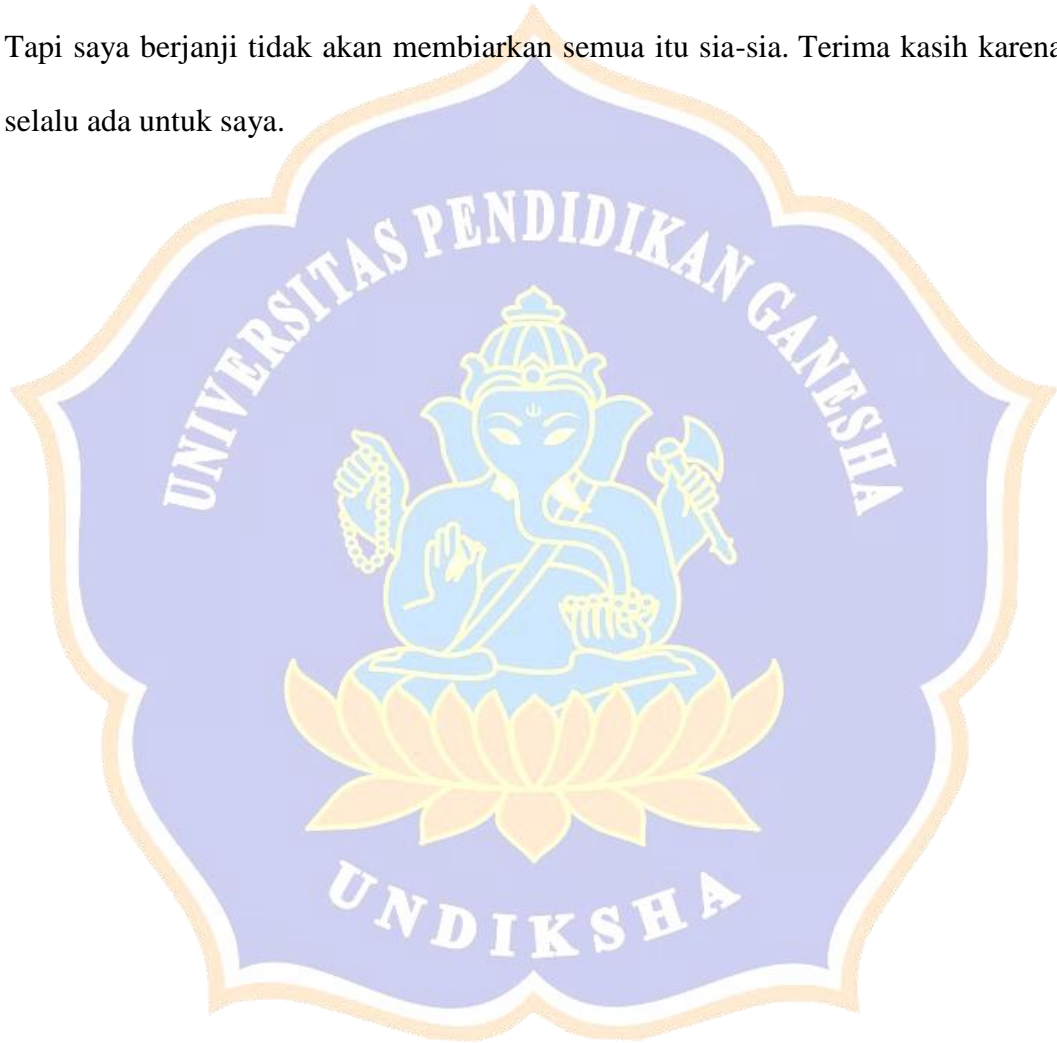 Tapi saya berjanji tidak akan membiarkan semua itu sia-sia. Terima kasih karena
selalu ada untuk saya.
UNIVERSITAS PENDIDIKAN GANESHA
UNDIKSHA